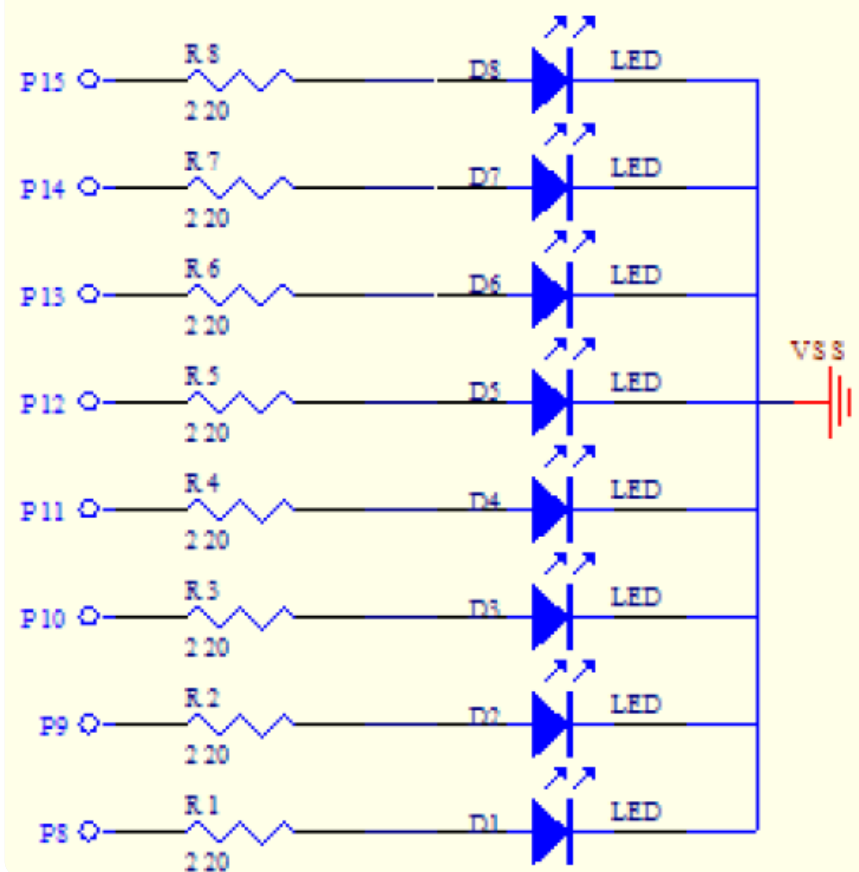 R8
P15 D8 LED
220
R7
P14 D7 LED
220
R6
P13 D6 LED
220
VSS
R5
P12 D5 LED
220
R4
P11 D4 LED
220
R3
P10 D3 LED
220
R2
P9 D2 LED
220
R1
P8 D1 LED
220